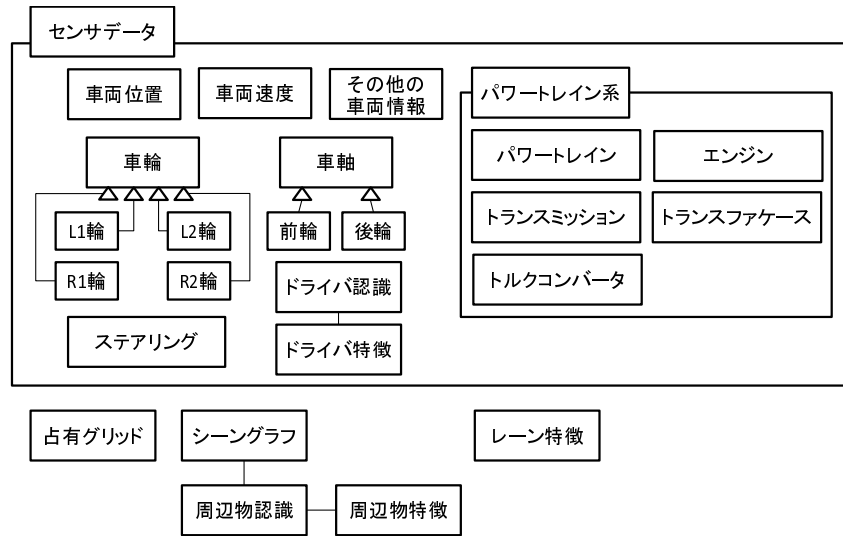 センサデータ
車両位置
車両速度
その他の
車両情報
パワートレイン系
車輪
車軸
パワートレイン
エンジン
L1輪
L2輪
前輪
後輪
トランスミッション
トランスファケース
R1輪
R2輪
ドライバ認識
トルクコンバータ
ステアリング
ドライバ特徴
占有グリッド
シーングラフ
レーン特徴
周辺物認識
周辺物特徴